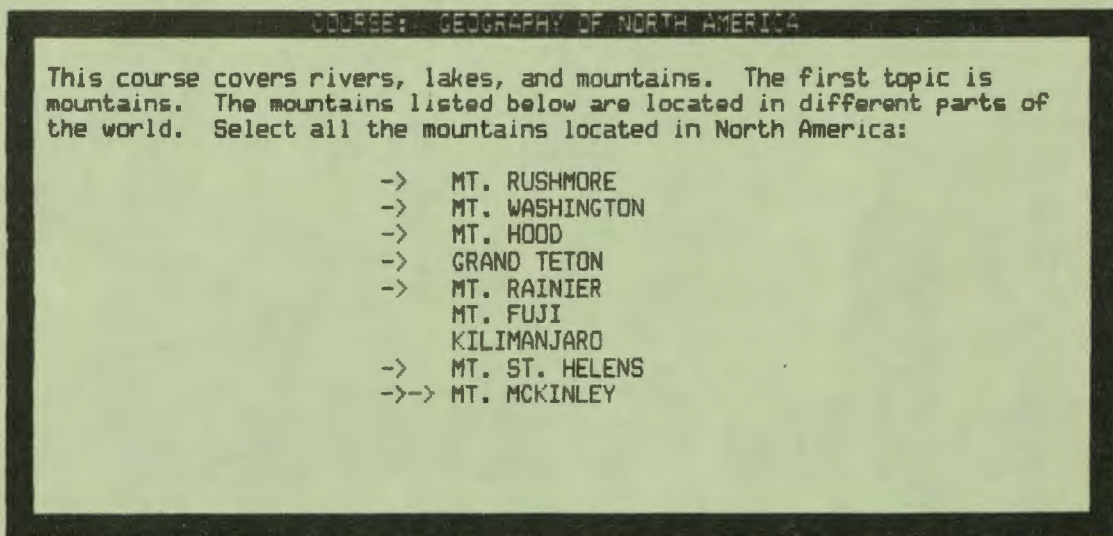 COURSE: GEOGRAPHY OF NORTH AMERICA
This course covers rivers, lakes, and mountains. The first topic is
mountains. The mountains listed below are located in different parts of
the world. Select all the mountains located in North America:
-> MT. RUSHMORE
-> MT. WASHINGTON
-> MT. HOOD
-> GRAND TETON
-> MT. RAINIER
MT. FUJI
KILIMANJARO
-> MT. ST. HELENS
->-> MT. MCKINLEY